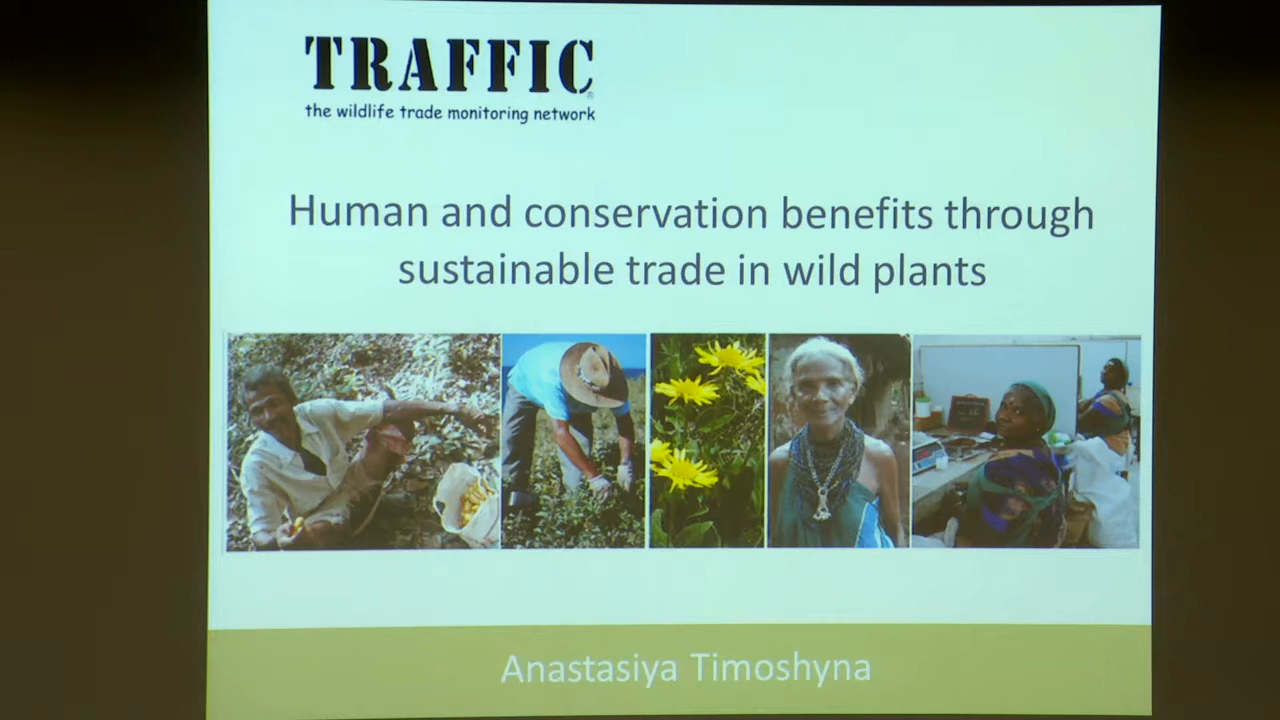 TRAFFIC
the wildlife trade monitoring network
Human and conservation benefits through
sustainable trade in wild plants
Anastasiya Timoshyna